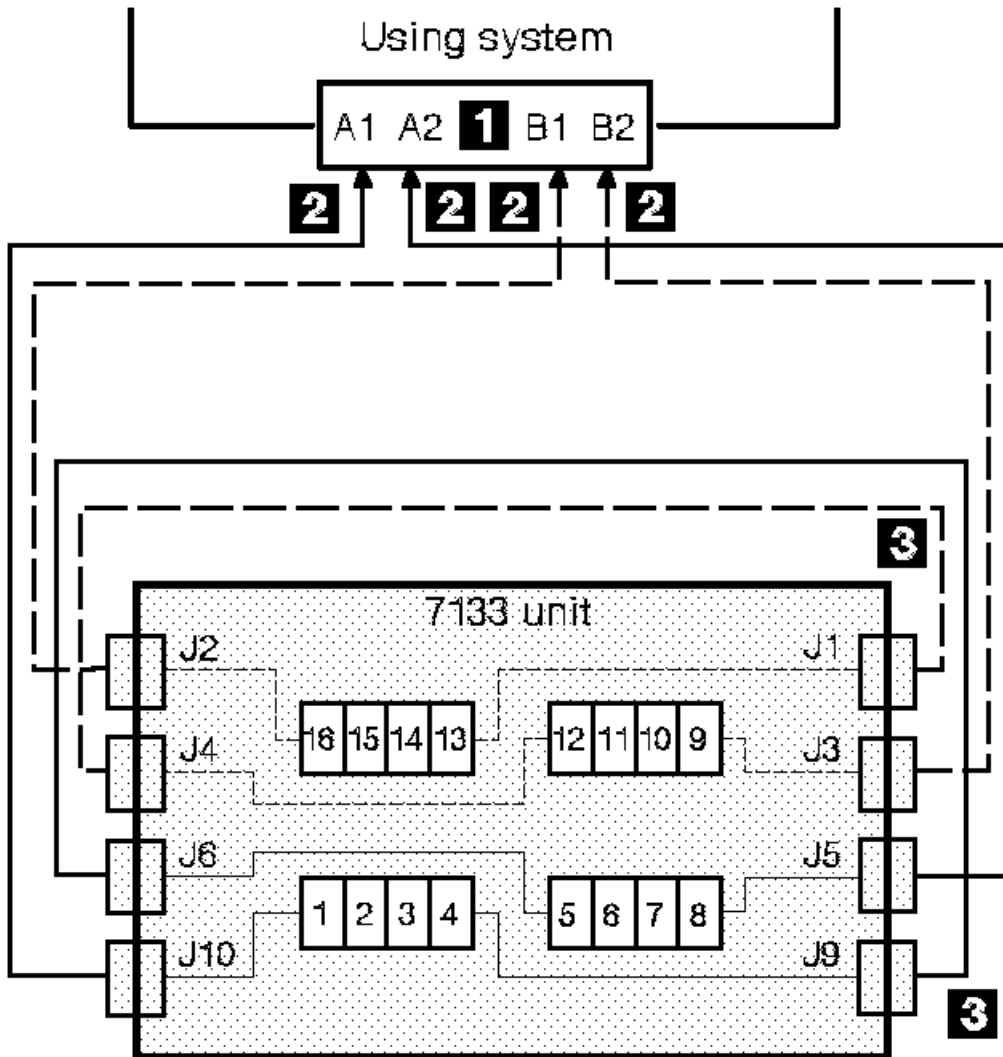 Using system
A1 A2 1 B1 B2
2 2 2 2
3
7133 unit
J2 J1
16 15 14 13 12 11 10 9
J4 J3
J6 J5
1 2 3 4 5 6 7 8
J10 J9
3